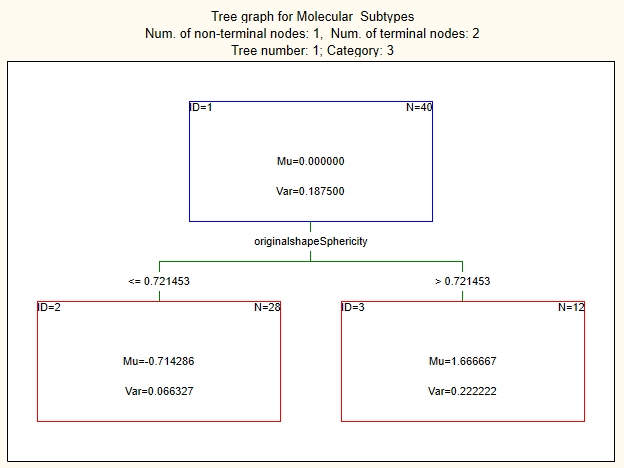 Tree graph for Molecular  Subtypes
Num. of non-terminal nodes: 1,  Num. of terminal nodes: 2
Tree number: 1; Category: 3
ID=1 N=40
Mu=0.000000
Var=0.187500
originalshapeSphericity
<= 0.721453 > 0.721453
ID=2 N=28 ID=3 N=12
Mu=-0.714286 Mu=1.666667
Var=0.066327 Var=0.222222